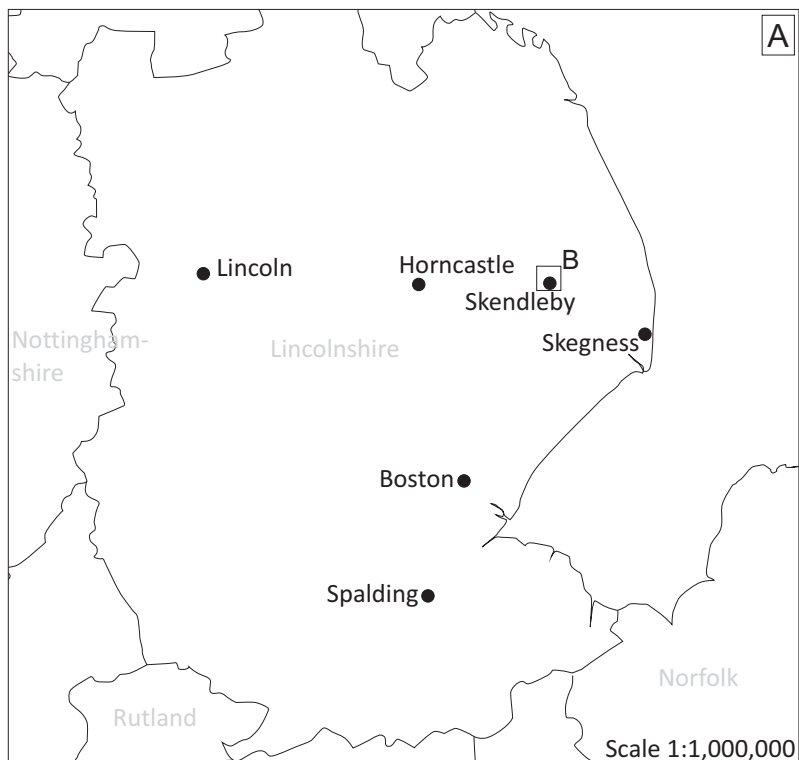 A
Lincoln
Horncastle
B
Skendleby
Nottingham-
shire
Lincolnshire
Skegness
Boston
Spalding
Norfolk
Rutland
Scale 1:1,000,000